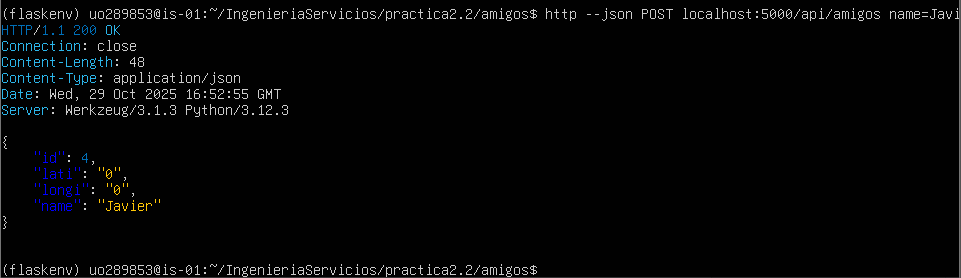 (flaskenv) uo289853@is-01:~/IngenieriaServicios/practica2.2/amigos$ http --json POST localhost:5000/api/amigos name=Javi
HTTP/1.1 200 OK
Connection: close
Content-Length: 48
Content-Type: application/json
Date: Wed, 29 Oct 2025 16:52:55 GMT
Server: Werkzeug/3.1.3 Python/3.12.3
{
"id": 4,
"lati": "0",
"longi": "0",
"name": "Javier"
}
(flaskenv) uo289853@is-01:~/IngenieriaServicios/practica2.2/amigos$